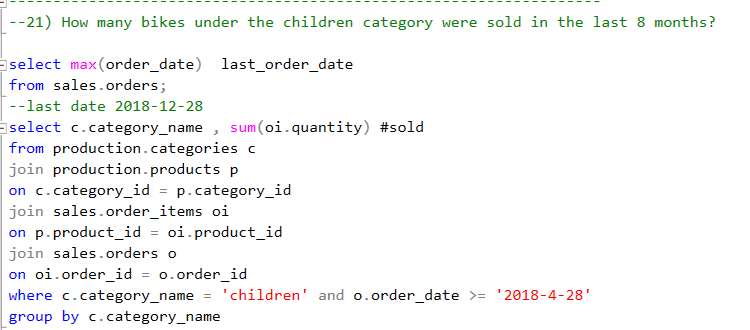 --21) How many bikes under the children category were sold in the last 8 months?
select max(order_date)  last_order_date
from sales.orders;
--last date 2018-12-28
select c.category_name , sum(oi.quantity) #sold
from production.categories c
join production.products p
on c.category_id = p.category_id
join sales.order_items oi
on p.product_id = oi.product_id
join sales.orders o
on oi.order_id = o.order_id
where c.category_name = 'children' and o.order_date >= '2018-4-28'
group by c.category_name